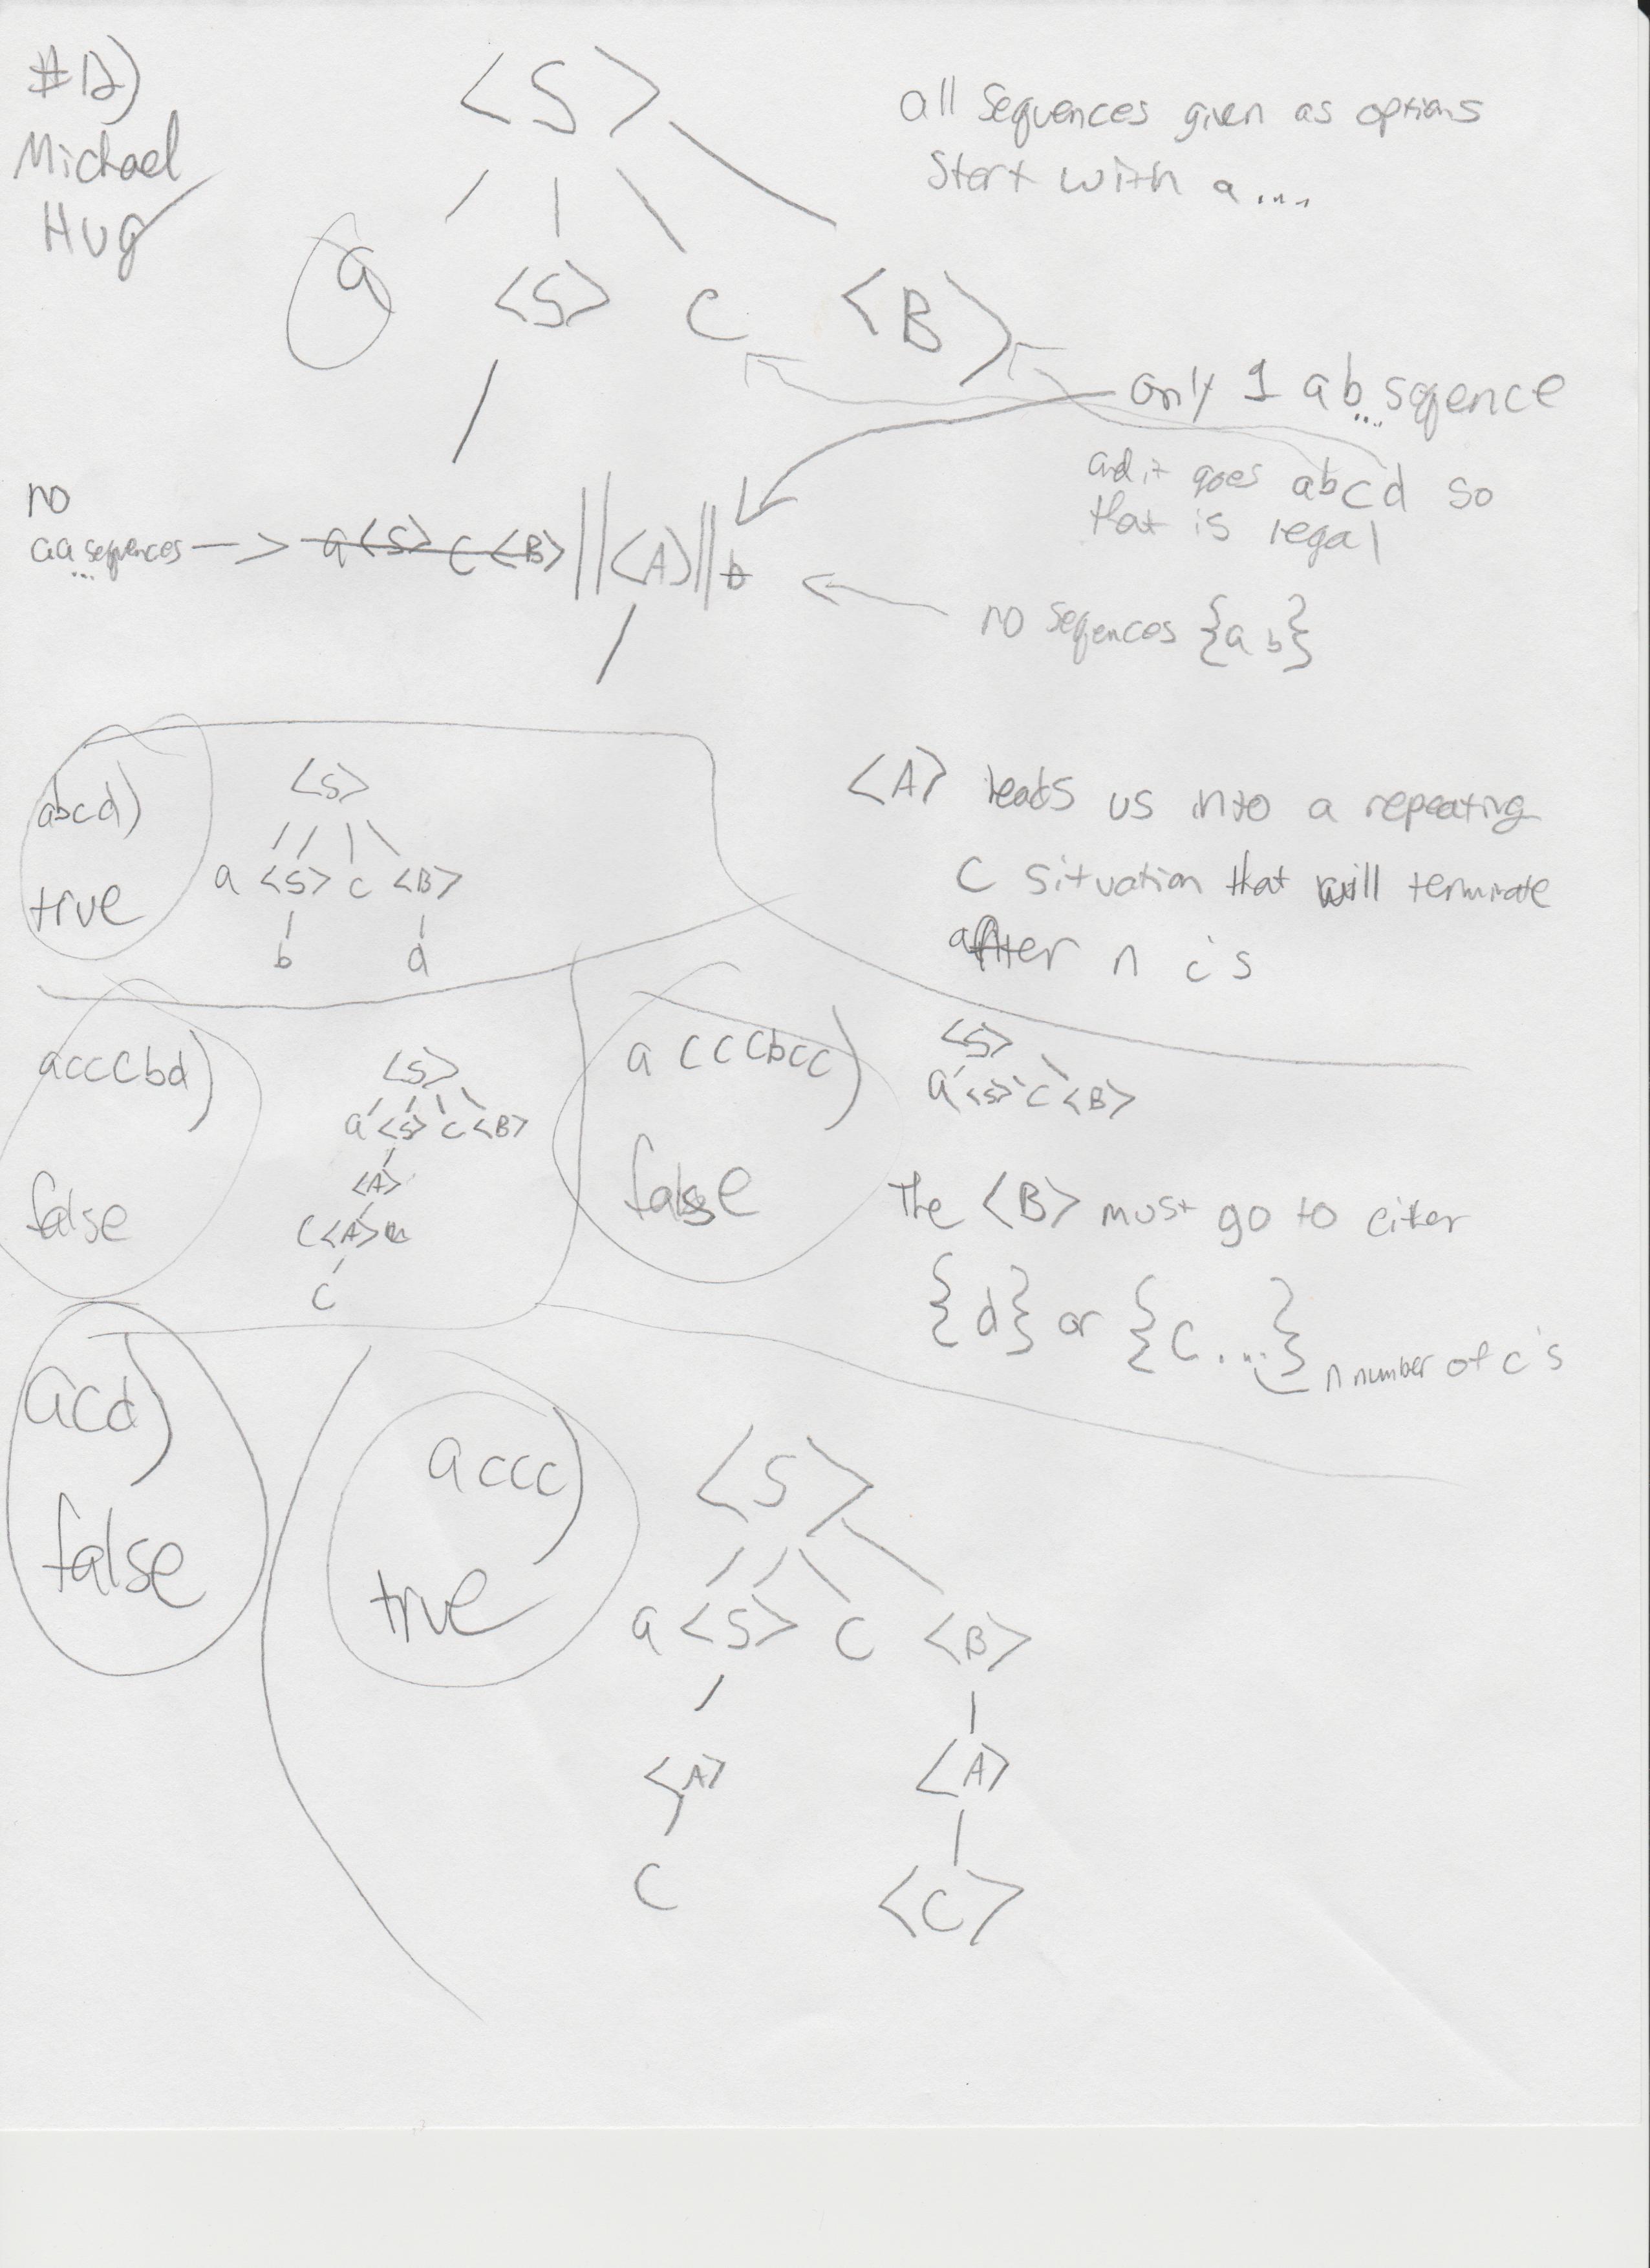 #12)
Michael
Hug
<S>
all sequences given as options
start with a....
a <S> c <B>
only 1 ab... sqence
and it goes abcd so
that is legal
no
aa... sequences —> a<S> c <B> || <A> || b
no seqences {a b}
abcd)
true
<S>
a <S> c <B>
b d
<A> leads us into a repeating
C situation that will terminate
after n c's
acccbd)
false
<S>
a <S> c <B>
<A>
c <A>
c
acccbcc)
false
<S>
a <S> c <B>
The <B> must go to either
{d} or {c....} n number of c's
acd)
false
accc)
true
<S>
a <S> c <B>
<A> <A>
c <c>